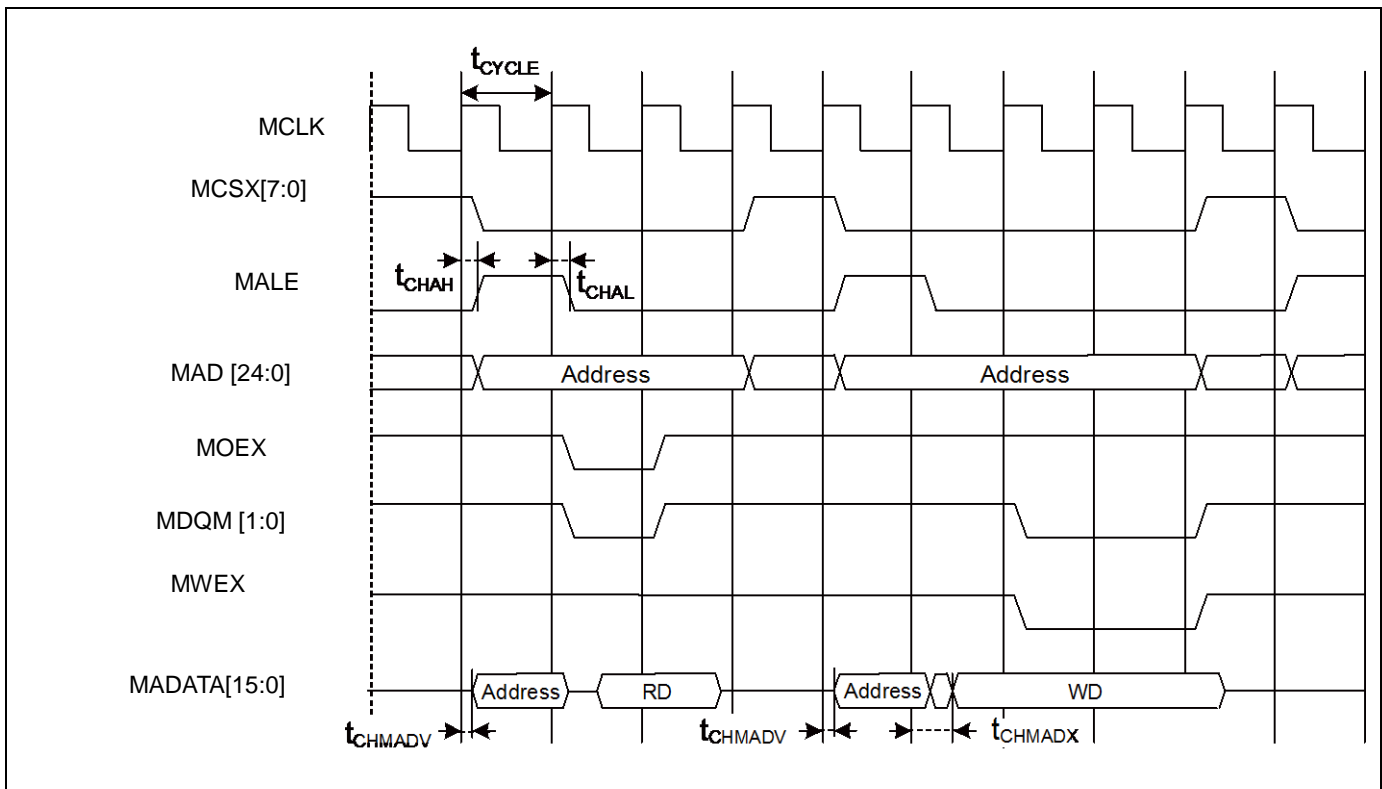 tCYCLE
MCLK
MCSX[7:0]
tCHAH
tCHAL
MALE
MAD [24:0]
Address
Address
MOEX
MDQM [1:0]
MWEX
MADATA[15:0]
Address
RD
Address
WD
tCHMADV
tCHMADV
tCHMADX